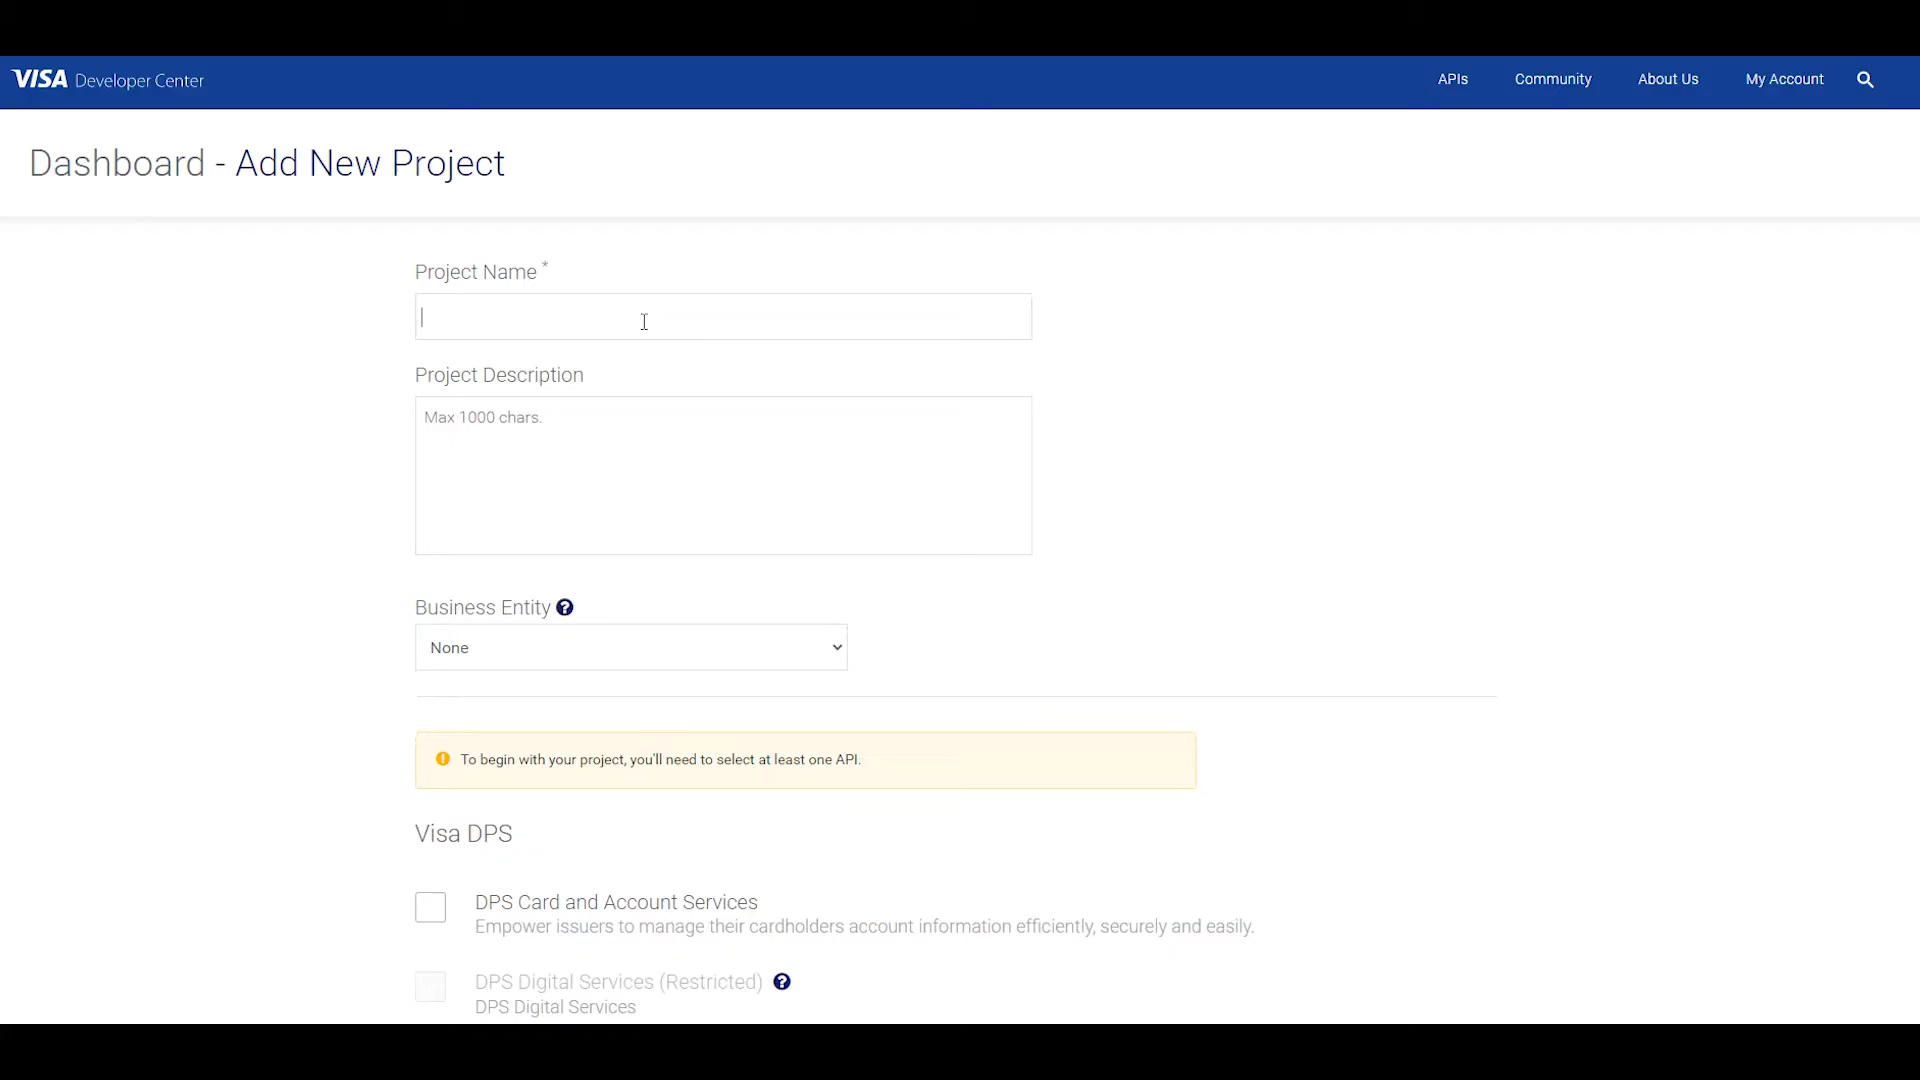 VISA Developer Center
APIs Community About Us My Account
Dashboard - Add New Project
Project Name *
Project Description
Max 1000 chars.
Business Entity ?
None
! To begin with your project, you'll need to select at least one API.
Visa DPS
DPS Card and Account Services
Empower issuers to manage their cardholders account information efficiently, securely and easily.
DPS Digital Services (Restricted) ?
DPS Digital Services